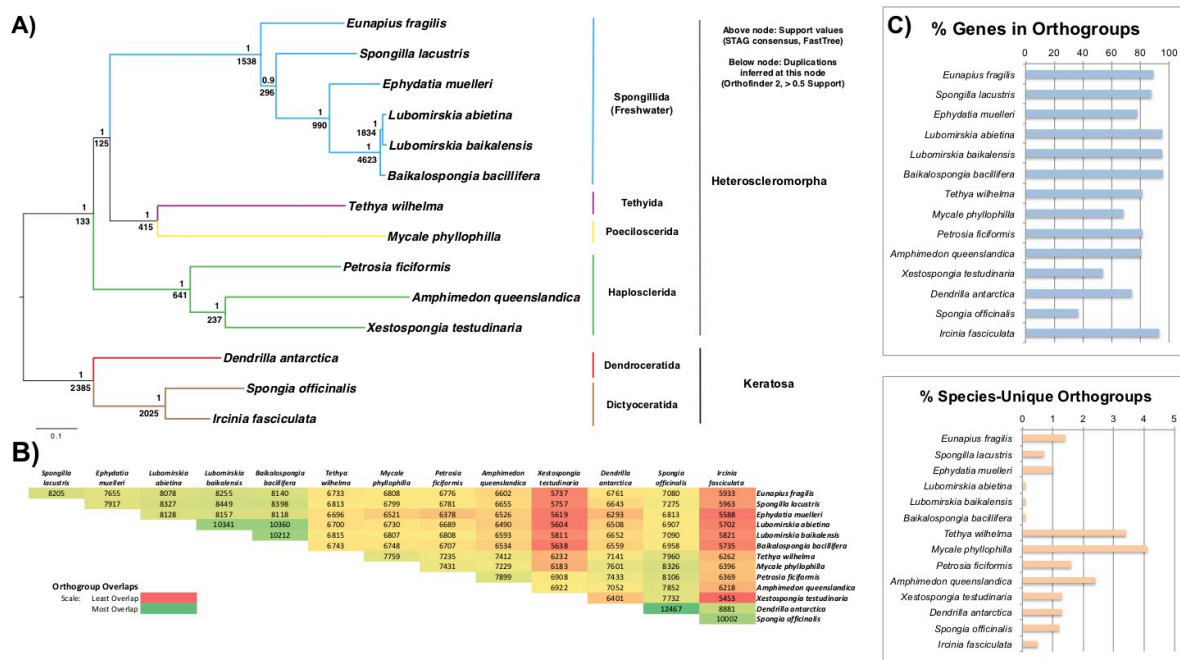 A)
Eunapius fragilis
Spongilla lacustris
Ephydatia muelleri
Lubomirskia abietina
Lubomirskia baikalensis
Baikalospongia bacillifera
Tethya wilhelma
Mycale phyllophilla
Petrosia ficiformis
Amphimedon queenslandica
Xestospongia testudinaria
Dendrilla antarctica
Spongia officinalis
Ircinia fasciculata
1
1538
0.9
296
1
990
1
1834
1
4623
1
125
1
133
1
415
1
641
1
237
1
2385
1
2025
0.1
Spongillida
(Freshwater)
Tethyida
Poeciloscerida
Haplosclerida
Dendroceratida
Dictyoceratida
Heteroscleromorpha
Keratosa
Above node: Support values
(STAG consensus, FastTree)
Below node: Duplications
inferred at this node
(Orthofinder 2, > 0.5 Support)
B)
Spongilla lacustris Ephydatia muelleri Lubomirskia abietina Lubomirskia baikalensis Baikalospongia bacillifera Tethya wilhelma Mycale phyllophilla Petrosia ficiformis Amphimedon queenslandica Xestospongia testudinaria Dendrilla antarctica Spongia officinalis Ircinia fasciculata
8205 7655 8078 8255 8140 6733 6808 6776 6602 5737 6761 7080 5933 Eunapius fragilis
7917 8327 8449 8398 6813 6799 6781 6655 5757 6643 7275 5963 Spongilla lacustris
8128 8157 8118 6696 6521 6378 6526 5619 6293 6813 5588 Ephydatia muelleri
10341 10360 6700 6730 6689 6490 5604 6508 6907 5702 Lubomirskia abietina
10212 6815 6807 6808 6593 5811 6652 7090 5821 Lubomirskia baikalensis
6743 6748 6707 6534 5638 6559 6958 5735 Baikalospongia bacillifera
7759 7235 7412 6232 7141 7960 6262 Tethya wilhelma
7431 7229 6183 7601 8326 6396 Mycale phyllophilla
7899 6908 7433 8106 6369 Petrosia ficiformis
6922 7052 7852 6218 Amphimedon queenslandica
6401 7732 5453 Xestospongia testudinaria
12467 8881 Dendrilla antarctica
10002 Spongia officinalis
Orthogroup Overlaps
Scale: Least Overlap
Most Overlap
C)
% Genes in Orthogroups
0 20 40 60 80 100
Eunapius fragilis
Spongilla lacustris
Ephydatia muelleri
Lubomirskia abietina
Lubomirskia baikalensis
Baikalospongia bacillifera
Tethya wilhelma
Mycale phyllophilla
Petrosia ficiformis
Amphimedon queenslandica
Xestospongia testudinaria
Dendrilla antarctica
Spongia officinalis
Ircinia fasciculata
% Species-Unique Orthogroups
0 1 2 3 4 5
Eunapius fragilis
Spongilla lacustris
Ephydatia muelleri
Lubomirskia abietina
Lubomirskia baikalensis
Baikalospongia bacillifera
Tethya wilhelma
Mycale phyllophilla
Petrosia ficiformis
Amphimedon queenslandica
Xestospongia testudinaria
Dendrilla antarctica
Spongia officinalis
Ircinia fasciculata